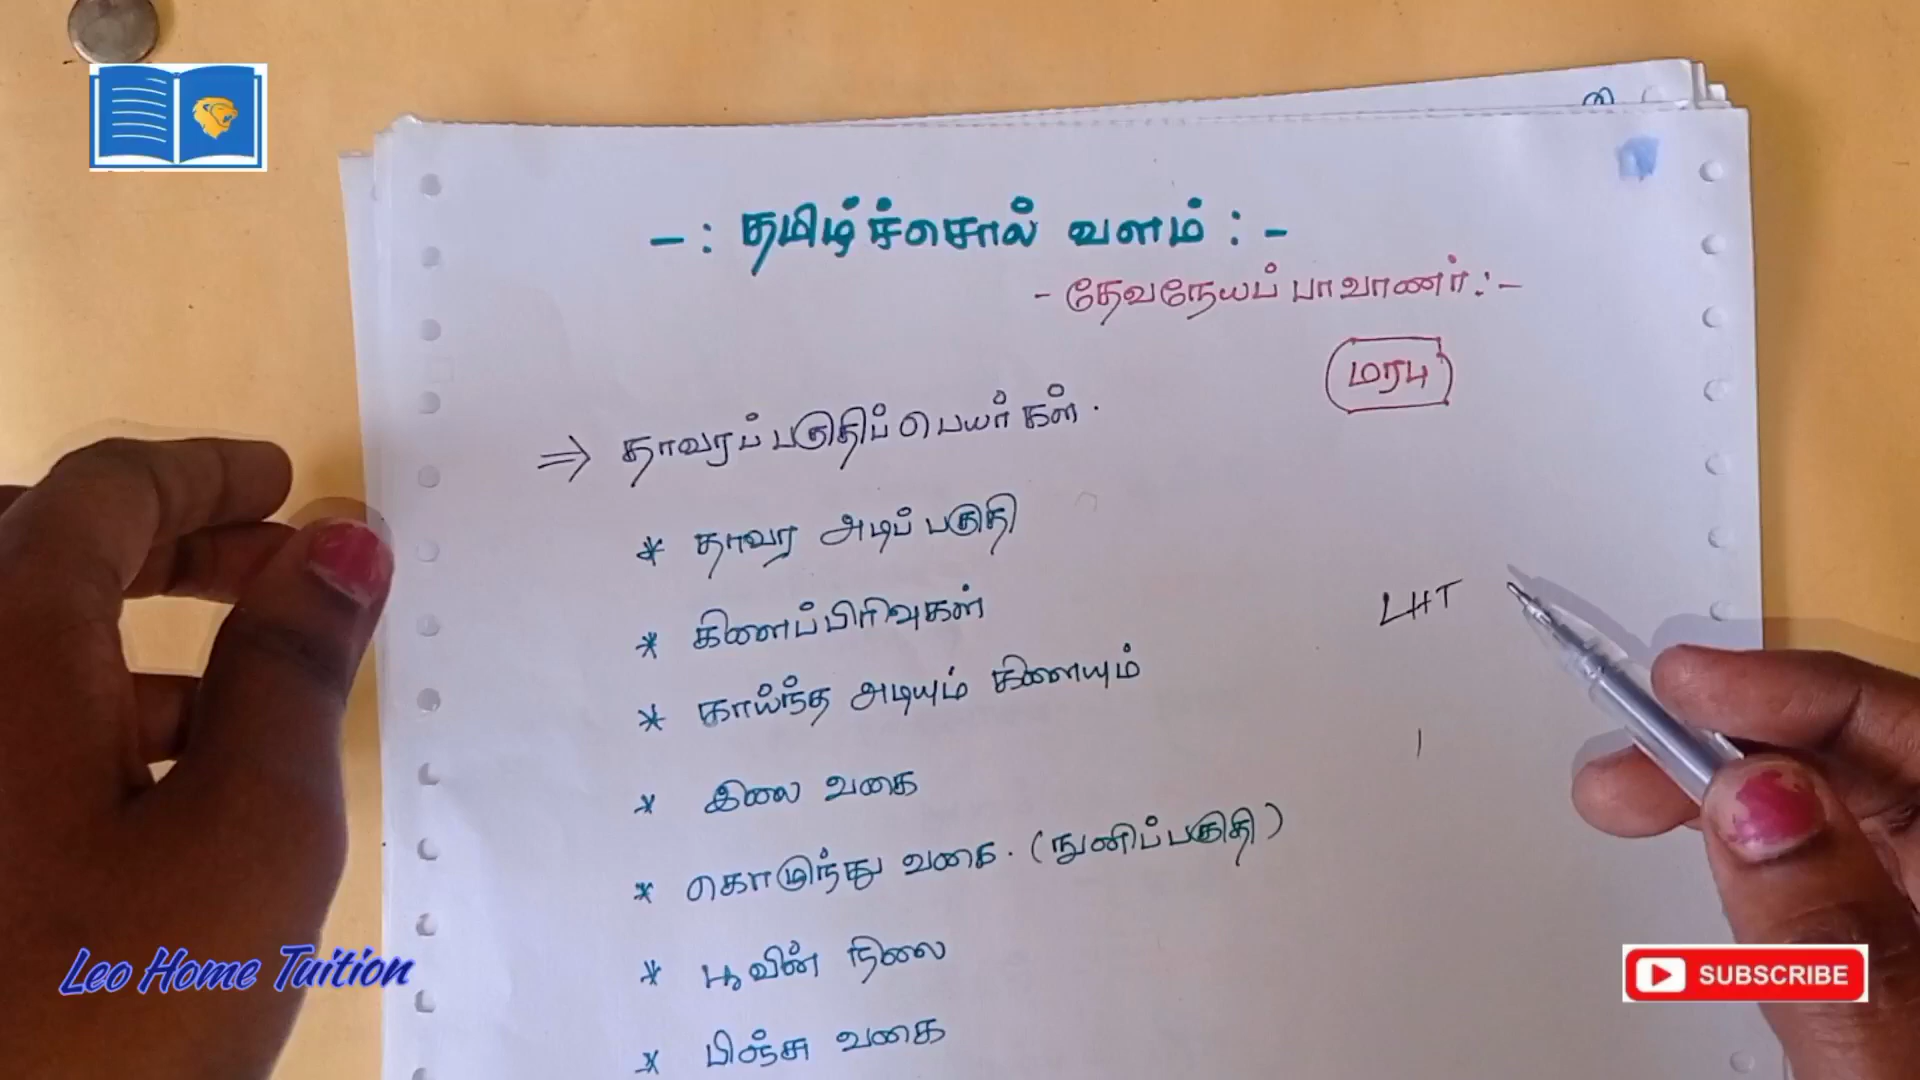 -: தமிழ்ச்சொல் வளம் :-
- தேவநேயப் பாவாணர் :-
மரபு
⇒ தாவரப் பகுதிப் பெயர்கள்.
* தாவர அடிப் பகுதி
* கிளைப்பிரிவுகள்
LHT
* காய்ந்த அடியும் கிளையும்
* இலை வகை
* கொழுந்து வகை. (நுனிப்பகுதி)
* பூவின் நிலை
* பிஞ்சு வகை
Leo Home Tuition
SUBSCRIBE